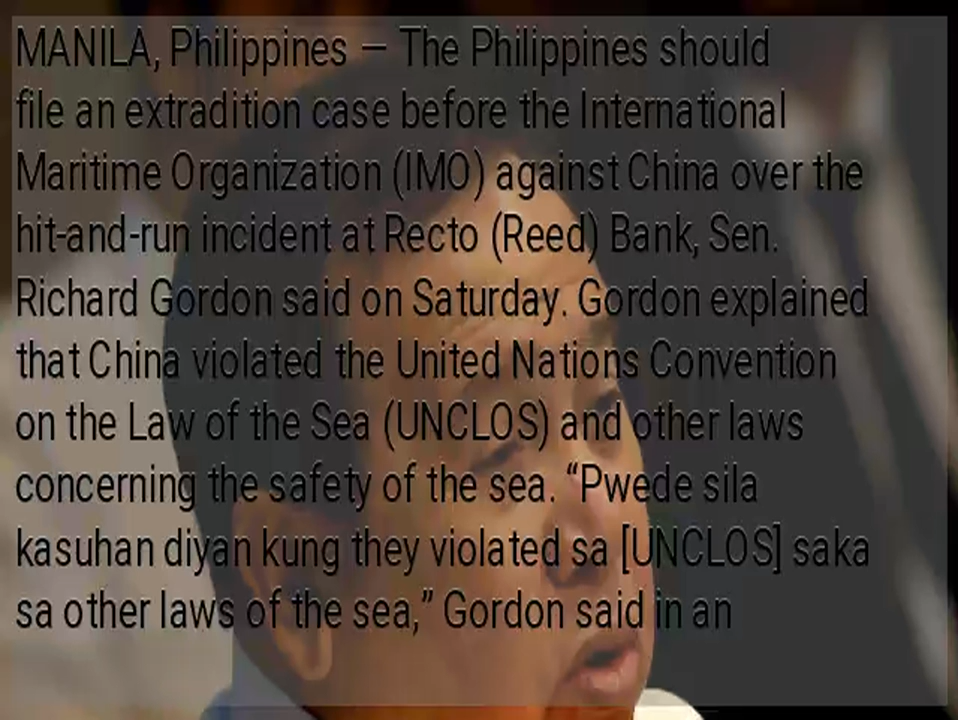 MANILA, Philippines — The Philippines should
file an extradition case before the International
Maritime Organization (IMO) against China over the
hit-and-run incident at Recto (Reed) Bank, Sen.
Richard Gordon said on Saturday. Gordon explained
that China violated the United Nations Convention
on the Law of the Sea (UNCLOS) and other laws
concerning the safety of the sea. “Pwede sila
kasuhan diyan kung they violated sa [UNCLOS] saka
sa other laws of the sea,” Gordon said in an